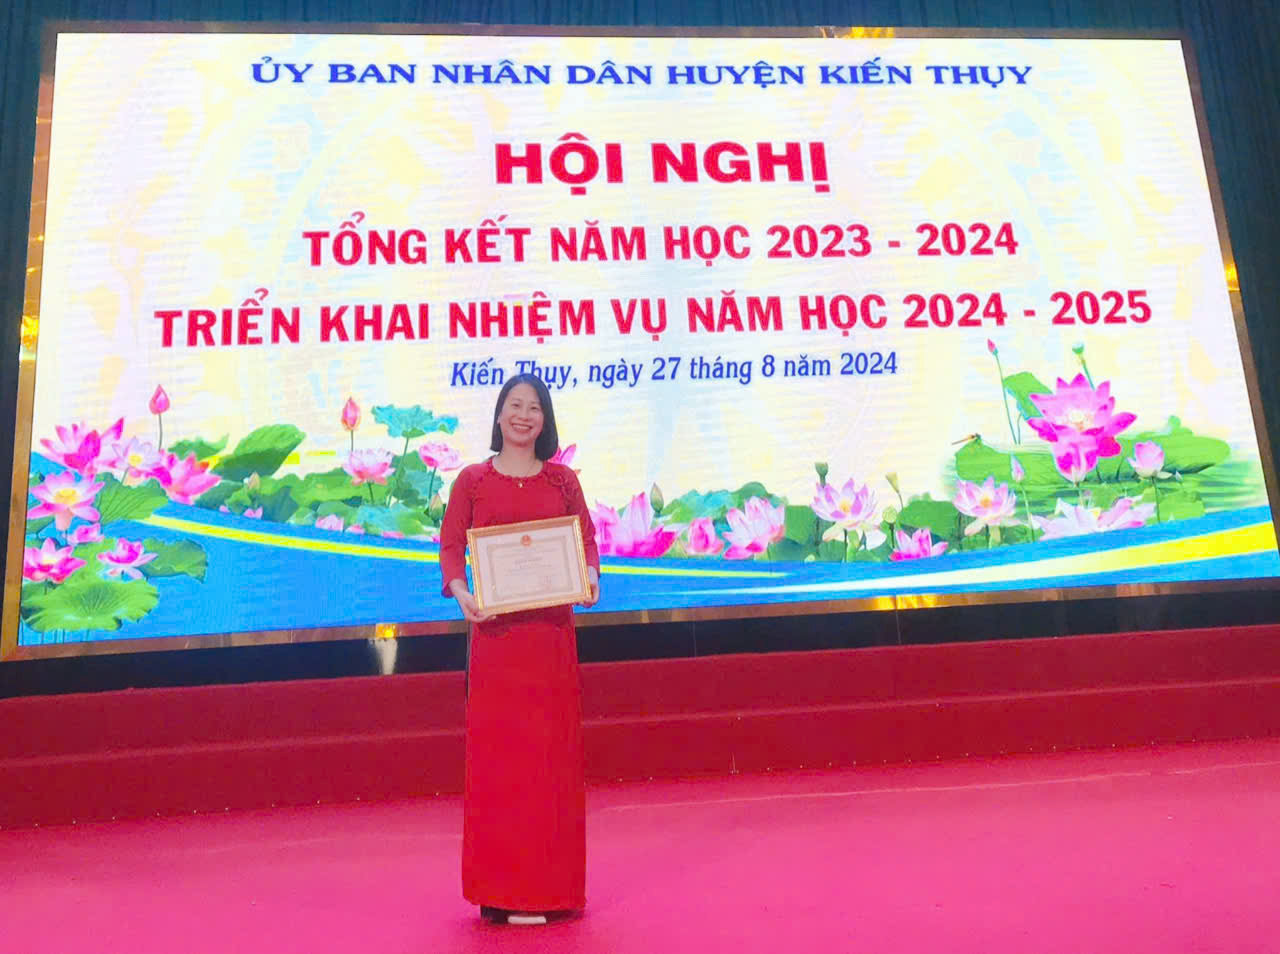 ỦY BAN NHÂN DÂN HUYỆN KIẾN THỤY
HỘI NGHỊ
TỔNG KẾT NĂM HỌC 2023 - 2024
TRIỂN KHAI NHIỆM VỤ NĂM HỌC 2024 - 2025
Kiến Thụy, ngày 27 tháng 8 năm 2024